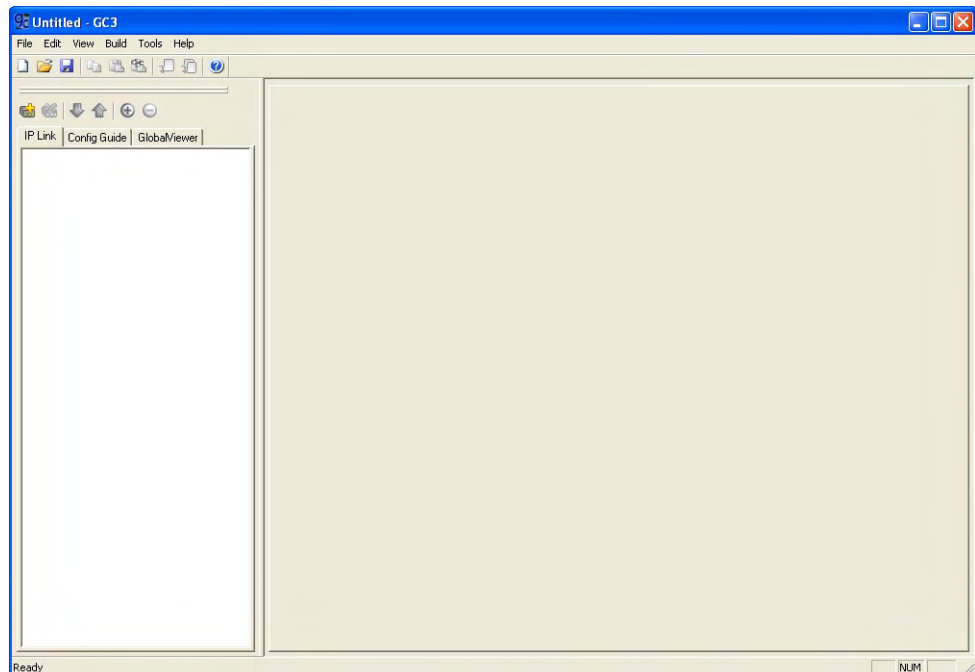 Untitled - GC3
File Edit View Build Tools Help
IP Link Config Guide GlobalViewer
Ready NUM